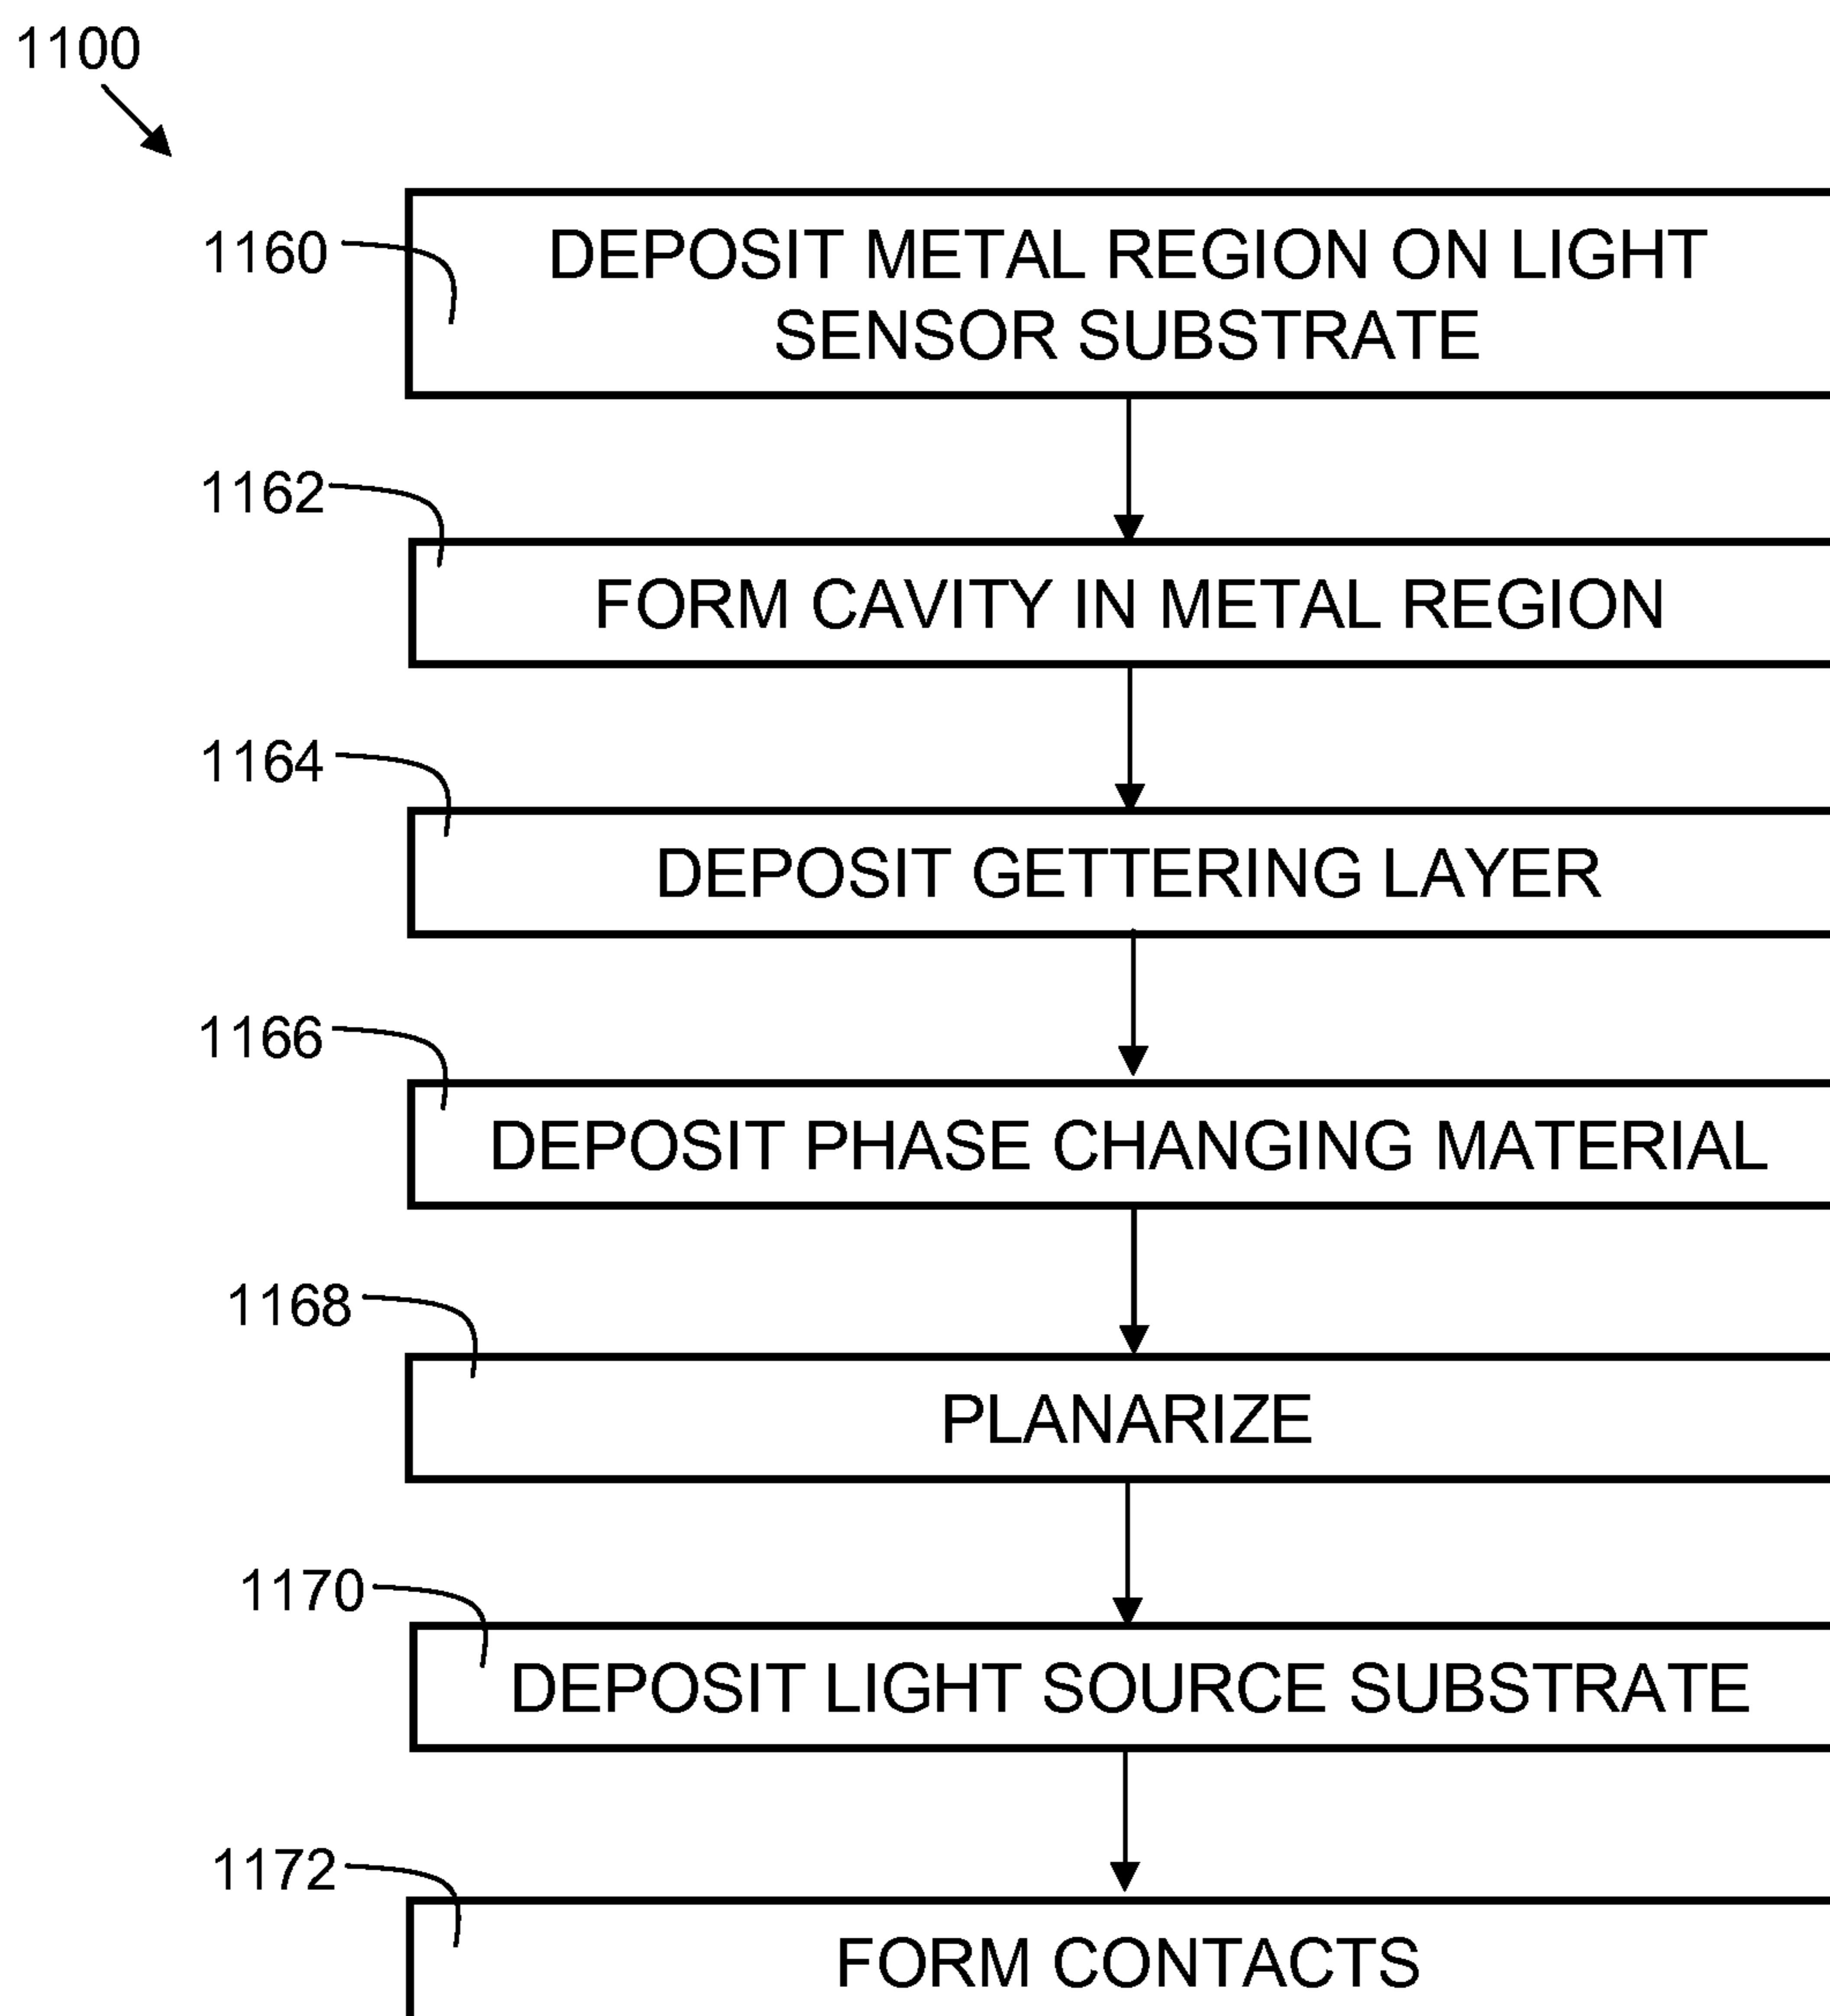 1100
1160
DEPOSIT METAL REGION ON LIGHT
SENSOR SUBSTRATE
1162
FORM CAVITY IN METAL REGION
1164
DEPOSIT GETTERING LAYER
1166
DEPOSIT PHASE CHANGING MATERIAL
1168
PLANARIZE
1170
DEPOSIT LIGHT SOURCE SUBSTRATE
1172
FORM CONTACTS